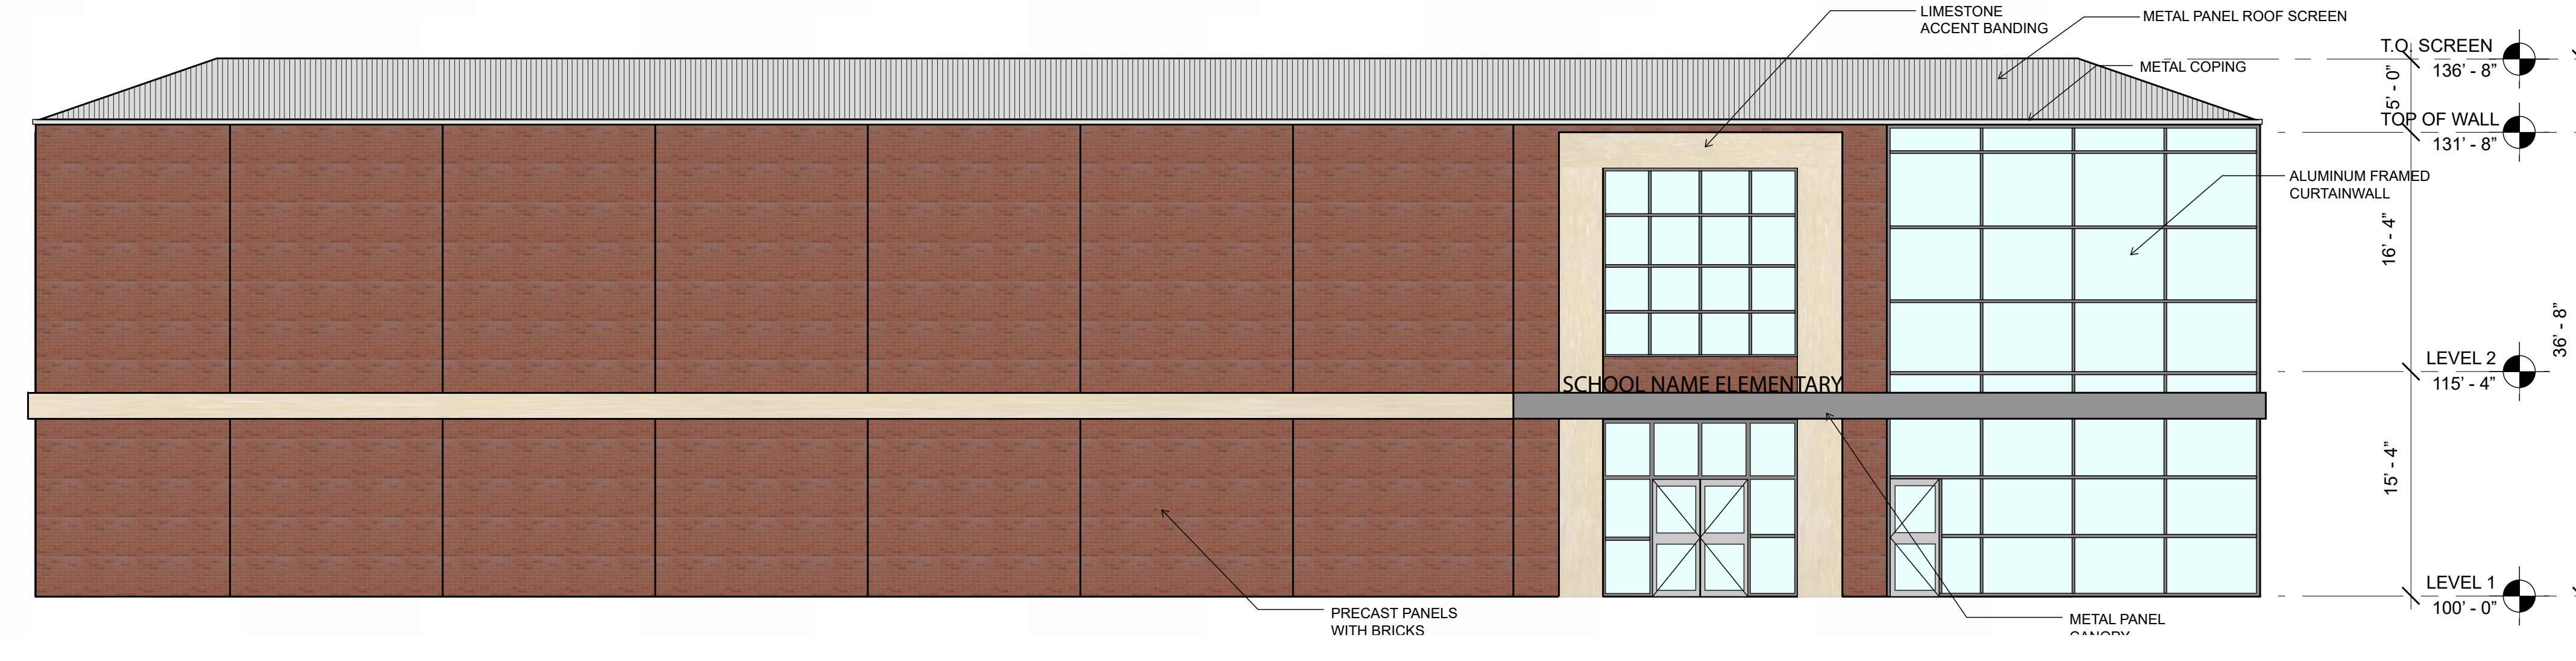 LIMESTONE
ACCENT BANDING
METAL PANEL ROOF SCREEN
METAL COPING
T.O. SCREEN
136’ - 8”
5’ - 0”
TOP OF WALL
131’ - 8”
ALUMINUM FRAMED
CURTAINWALL
16’ - 4”
36’ - 8”
LEVEL 2
115’ - 4”
SCHOOL NAME ELEMENTARY
15’ - 4”
LEVEL 1
100’ - 0”
PRECAST PANELS
WITH BRICKS
METAL PANEL
CANOPY